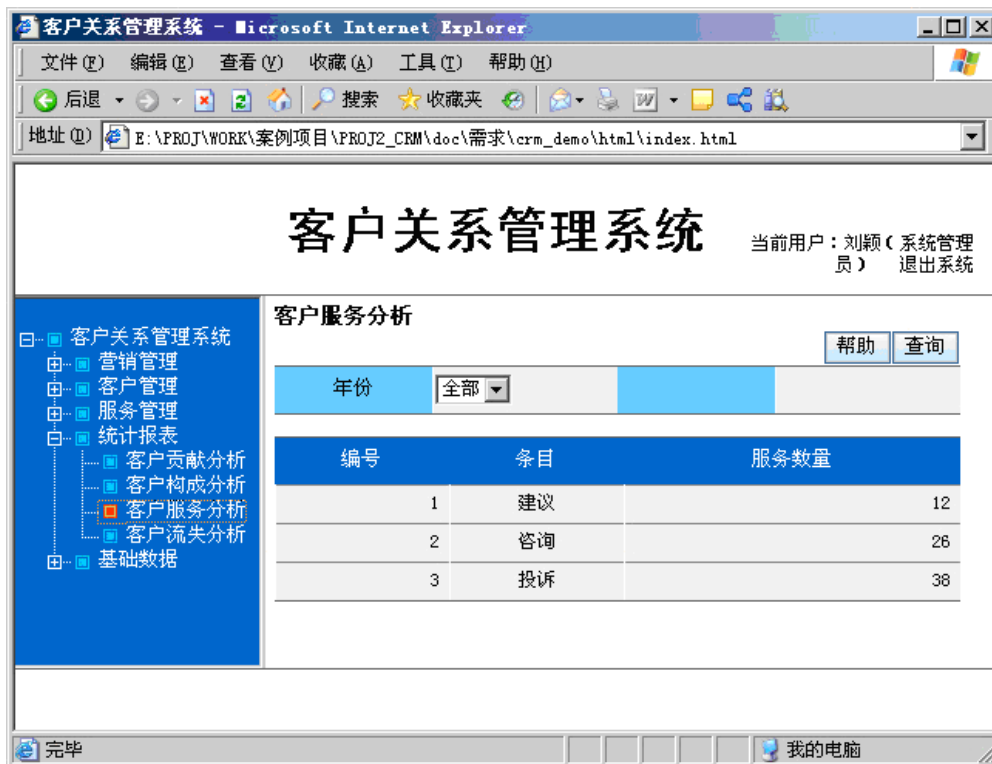 客户关系管理系统 - Microsoft Internet Explorer
文件(F) 编辑(E) 查看(V) 收藏(A) 工具(T) 帮助(H)
后退 搜索 收藏夹
地址(D) E:\PROJ\WORK\案例项目\PROJ2_CRM\doc\需求\crm_demo\html\index.html
客户关系管理系统
当前用户：刘颖(系统管理
员) 退出系统
客户关系管理系统
营销管理
客户管理
服务管理
统计报表
客户贡献分析
客户构成分析
客户服务分析
客户流失分析
基础数据
客户服务分析
帮助 查询
年份 全部
编号 条目 服务数量
1 建议 12
2 咨询 26
3 投诉 38
完毕 我的电脑